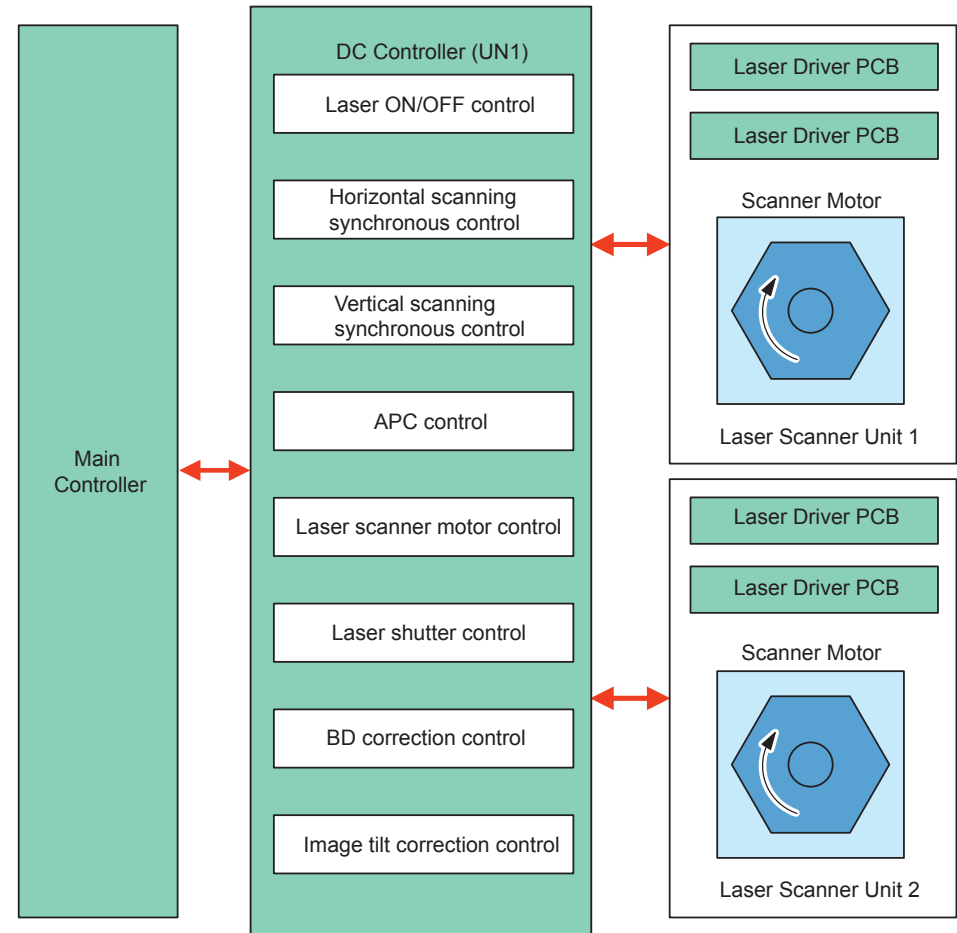 Main
Controller
DC Controller (UN1)
Laser ON/OFF control
Horizontal scanning
synchronous control
Vertical scanning
synchronous control
APC control
Laser scanner motor control
Laser shutter control
BD correction control
Image tilt correction control
Laser Driver PCB
Laser Driver PCB
Scanner Motor
Laser Scanner Unit 1
Laser Driver PCB
Laser Driver PCB
Scanner Motor
Laser Scanner Unit 2